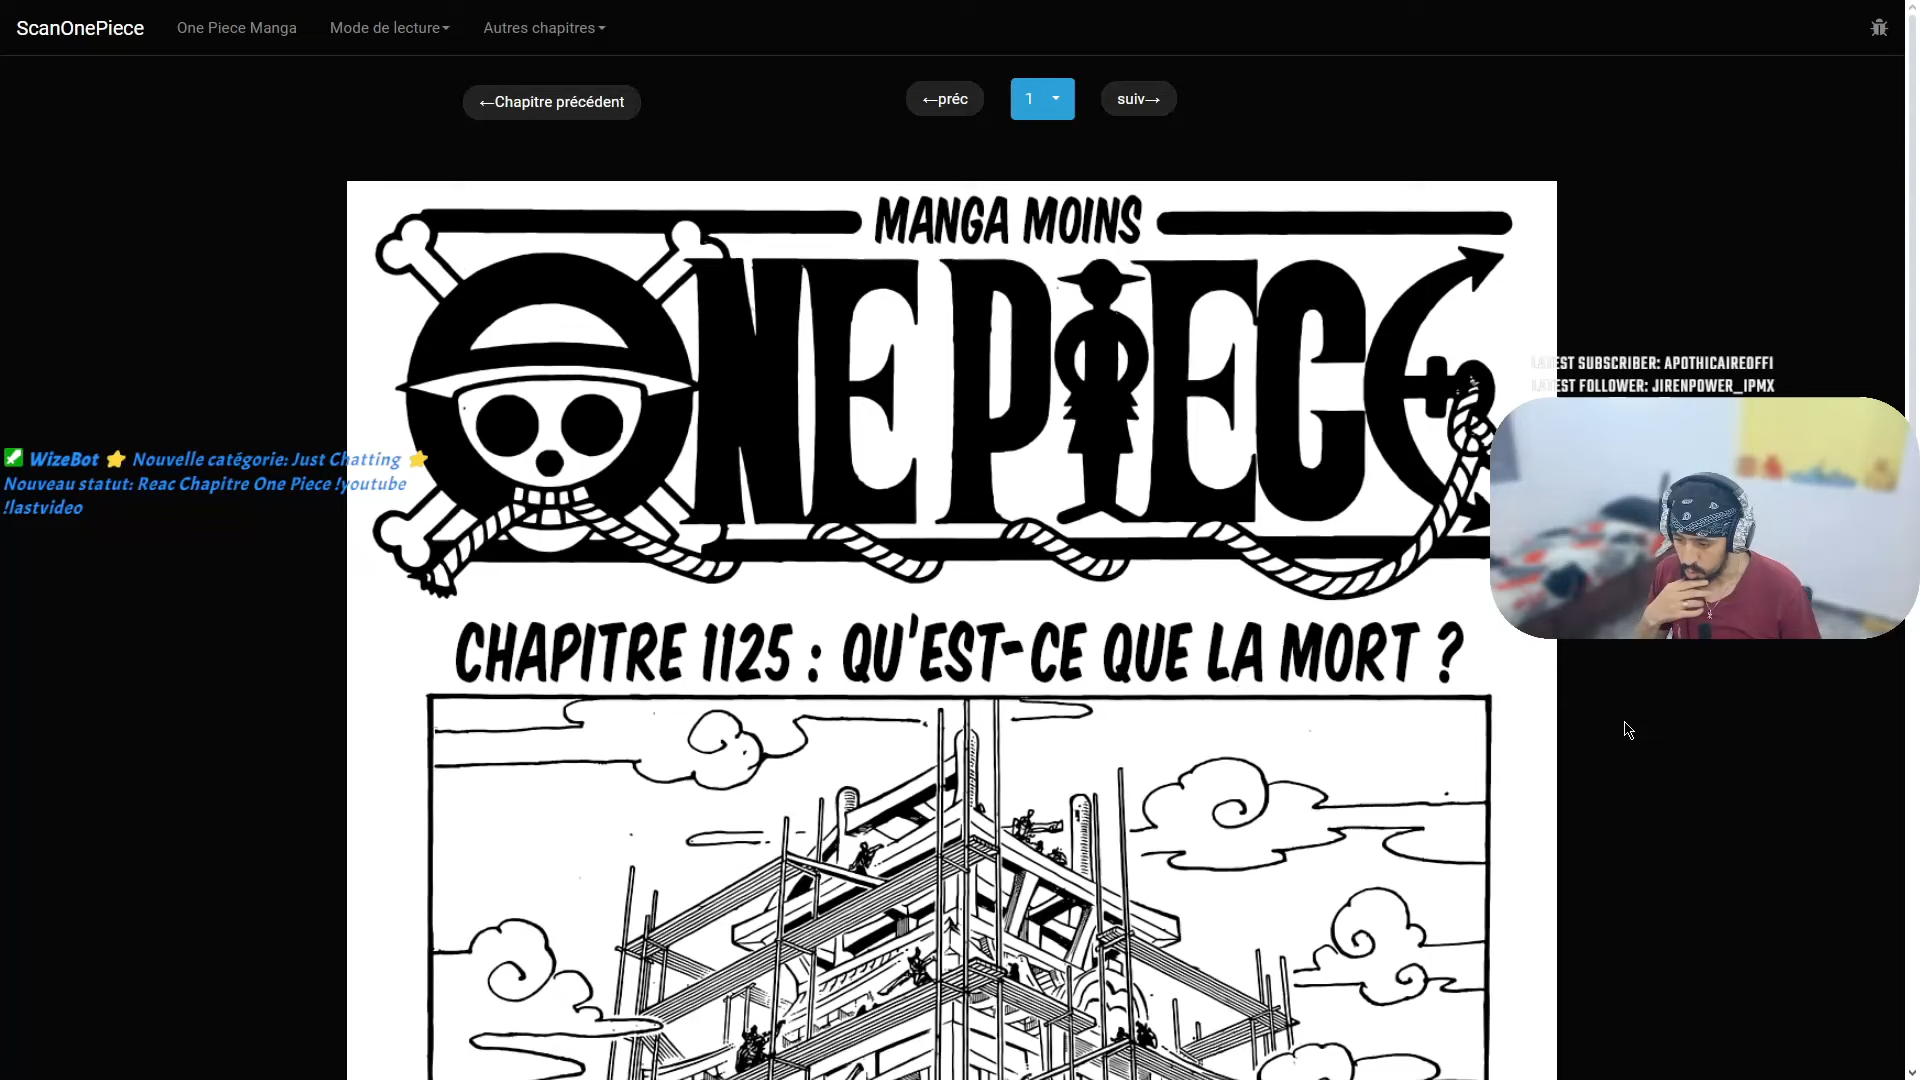 ScanOnePiece One Piece Manga Mode de lecture Autres chapitres
←Chapitre précédent ←préc 1 suiv→
MANGA MOINS
ONE PIECE
LATEST SUBSCRIBER: APOTHICAIREOFFI
LATEST FOLLOWER: JIRENPOWER_IPMX
WizeBot ⭐ Nouvelle catégorie: Just Chatting ⭐
Nouveau statut: Reac Chapitre One Piece !youtube
!lastvideo
CHAPITRE 1125 : QU'EST-CE QUE LA MORT ?